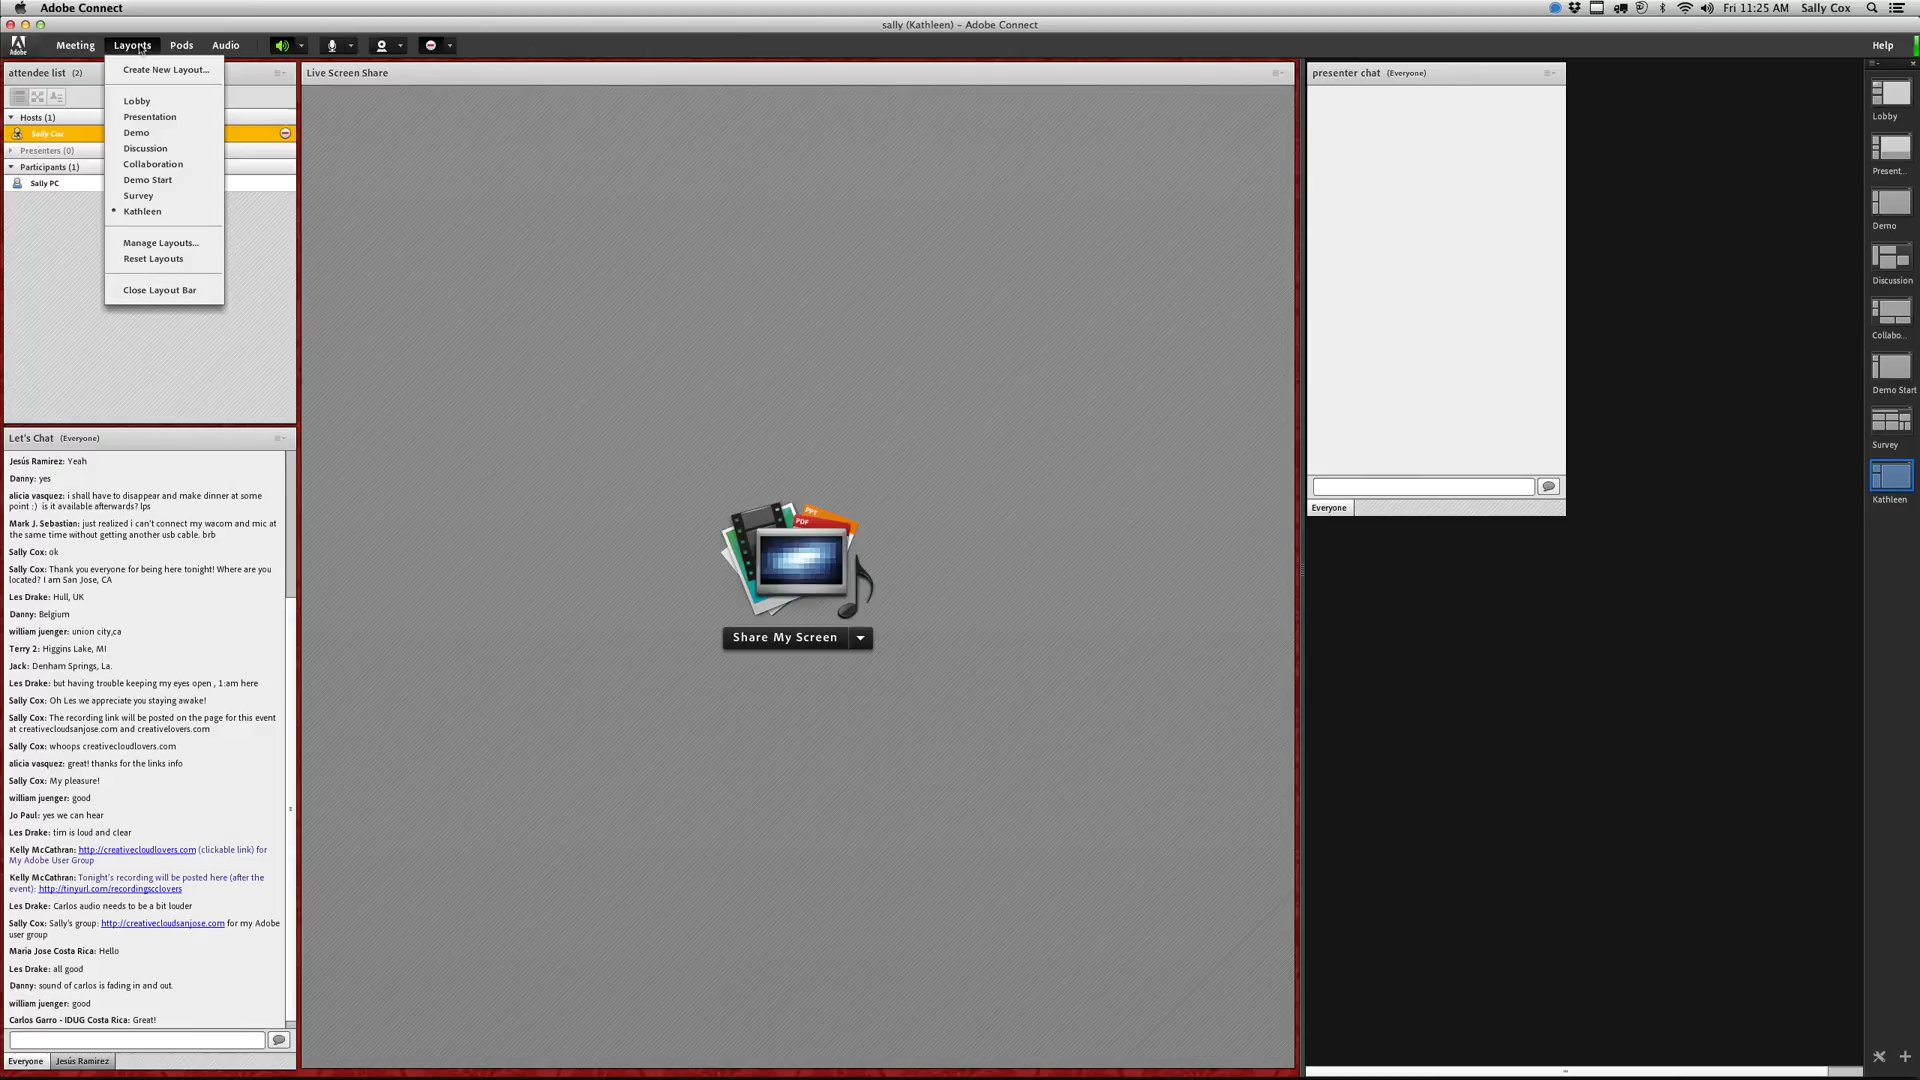 Adobe Connect
Fri 11:25 AM
Sally Cox
sally (Kathleen) – Adobe Connect
Adobe
Meeting
Layouts
Pods
Audio
Help
attendee list (2)
Hosts (1)
Sally Cox
Presenters (0)
Participants (1)
Sally PC
Create New Layout...
Lobby
Presentation
Demo
Discussion
Collaboration
Demo Start
Survey
Kathleen
Manage Layouts...
Reset Layouts
Close Layout Bar
Let's Chat (Everyone)
Jesús Ramirez: Yeah
Danny: yes
alicia vasquez: i shall have to disappear and make dinner at some
point :) is it available afterwards? lps
Mark J. Sebastian: just realized i can't connect my wacom and mic at
the same time without getting another usb cable. brb
Sally Cox: ok
Sally Cox: Thank you everyone for being here tonight! Where are you
located? I am San Jose, CA
Les Drake: Hull, UK
Danny: Belgium
william juenger: union city,ca
Terry 2: Higgins Lake, MI
Jack: Denham Springs, La.
Les Drake: but having trouble keeping my eyes open , 1:am here
Sally Cox: Oh Les we appreciate you staying awake!
Sally Cox: The recording link will be posted on the page for this event
at creativecloudsanjose.com and creativelovers.com
Sally Cox: whoops creativecloudlovers.com
alicia vasquez: great! thanks for the links info
Sally Cox: My pleasure!
william juenger: good
Jo Paul: yes we can hear
Les Drake: tim is loud and clear
Kelly McCathran: http://creativecloudlovers.com (clickable link) for
My Adobe User Group
Kelly McCathran: Tonight's recording will be posted here (after the
event): http://tinyurl.com/recordingscclovers
Les Drake: Carlos audio needs to be a bit louder
Sally Cox: Sally's group: http://creativecloudsanjose.com for my Adobe
user group
Maria Jose Costa Rica: Hello
Les Drake: all good
Danny: sound of carlos is fading in and out.
william juenger: good
Carlos Garro - IDUG Costa Rica: Great!
Everyone
Jesús Ramirez
Live Screen Share
PPT
PDF
Share My Screen
presenter chat (Everyone)
Everyone
Lobby
Present...
Demo
Discussion
Collabo...
Demo Start
Survey
Kathleen